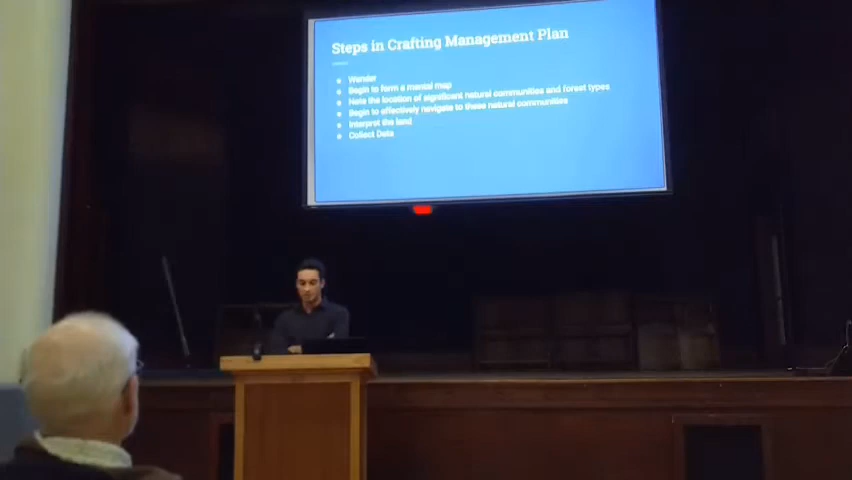 Steps in Crafting Management Plan
Wander
Begin to form a mental map
Note the location of significant natural communities and forest types
Begin to effectively navigate to these natural communities
Interpret the land
Collect Data